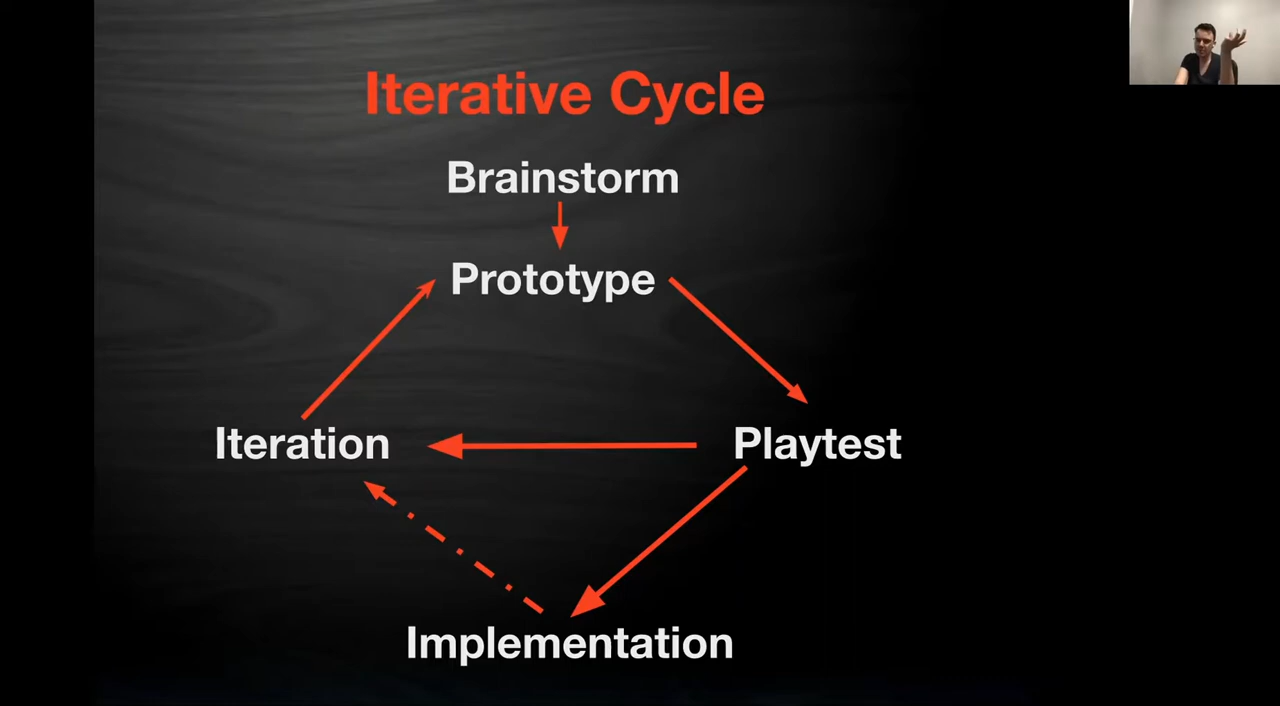 Iterative Cycle
Brainstorm
Prototype
Iteration
Playtest
Implementation